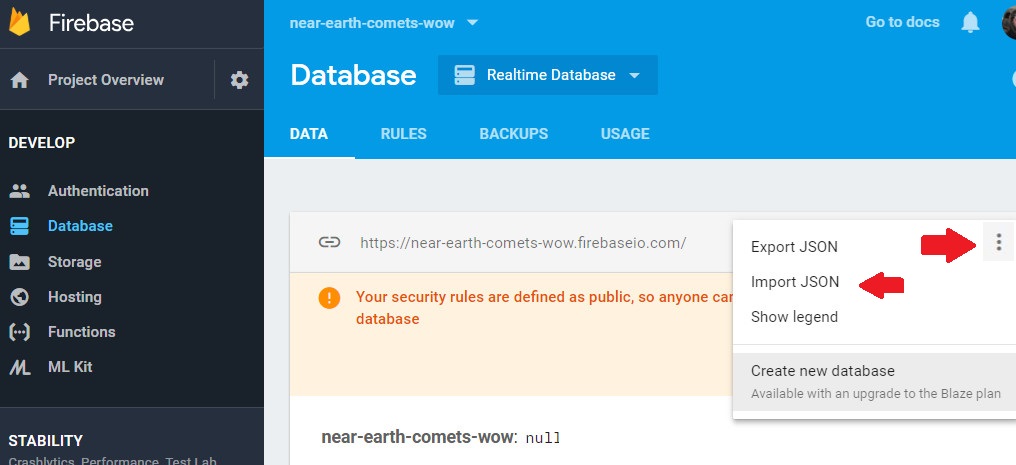 Firebase
near-earth-comets-wow
Go to docs
Project Overview
Database
Realtime Database
DATA RULES BACKUPS USAGE
DEVELOP
Authentication
Database
Storage
Hosting
Functions
ML Kit
STABILITY
Crashlytics, Performance, Test Lab
https://near-earth-comets-wow.firebaseio.com/
Your security rules are defined as public, so anyone can
database
near-earth-comets-wow: null
Export JSON
Import JSON
Show legend
Create new database
Available with an upgrade to the Blaze plan